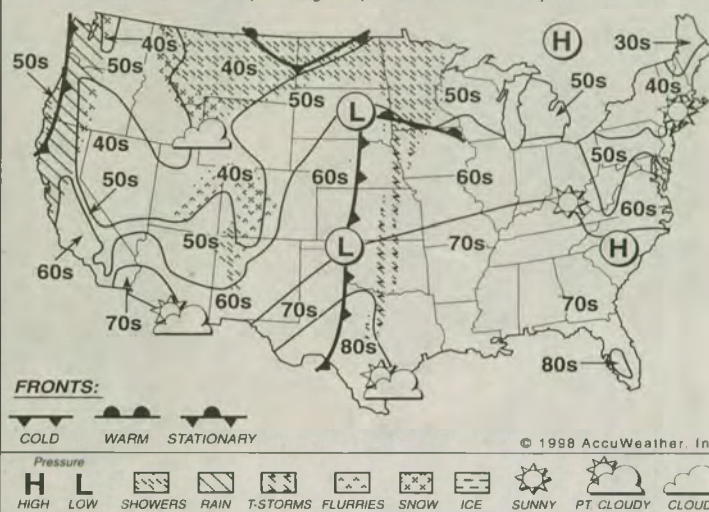 H
30s
40s
50s
50s
40s
50s
50s
50s
40s
L
40s
50s
40s
60s
60s
50s
60s
50s
L
70s
H
60s
60s
70s
70s
70s
80s
80s
FRONTS:
COLD WARM STATIONARY
© 1998 AccuWeather, In
Pressure
H L
HIGH LOW SHOWERS RAIN T-STORMS FLURRIES SNOW ICE SUNNY PT. CLOUDY CLOUD